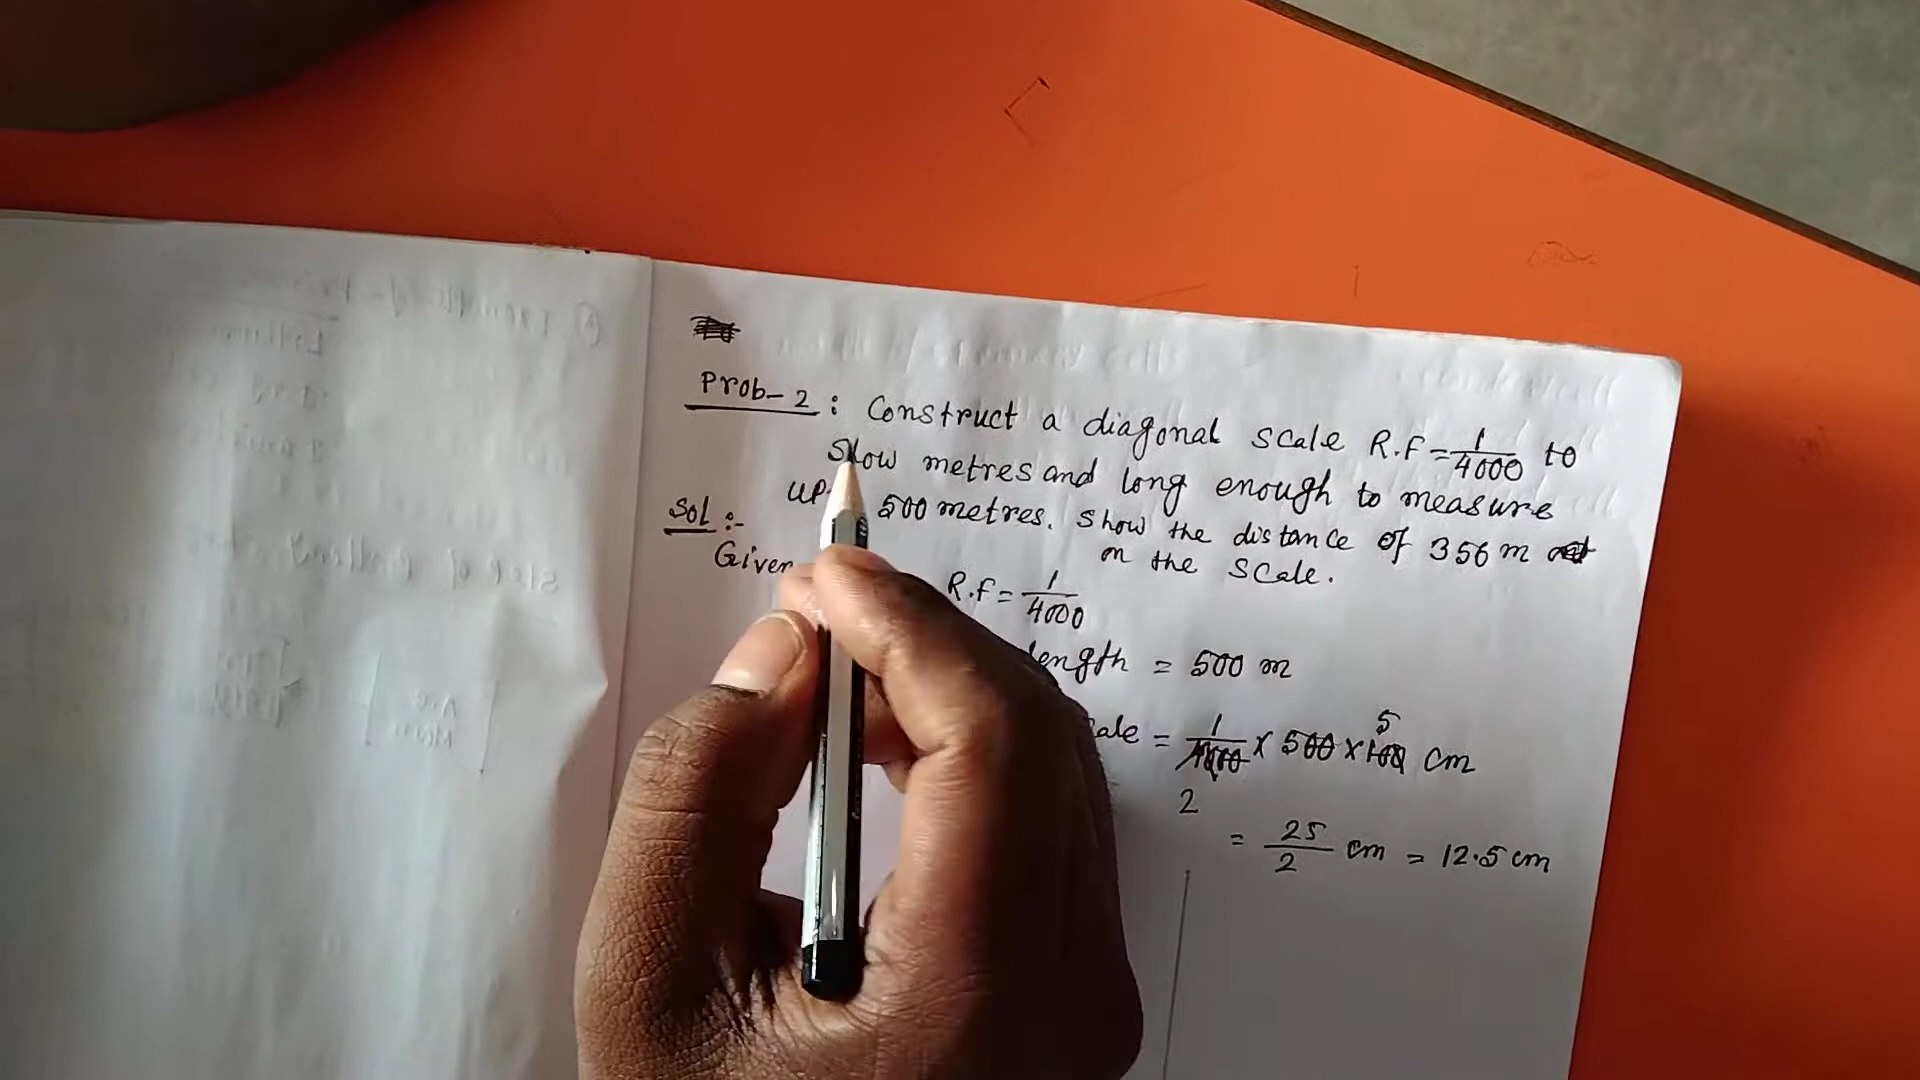 Prob-2 : Construct a diagonal scale R.F = 1/4000 to
Show metres and long enough to measure
up 500 metres. Show the distance of 356 m
on the scale.
Sol :-
Given R.F = 1/4000
length = 500 m
= 1/4000 x 500 x 100 cm
5
2
= 25/2 cm = 12.5 cm